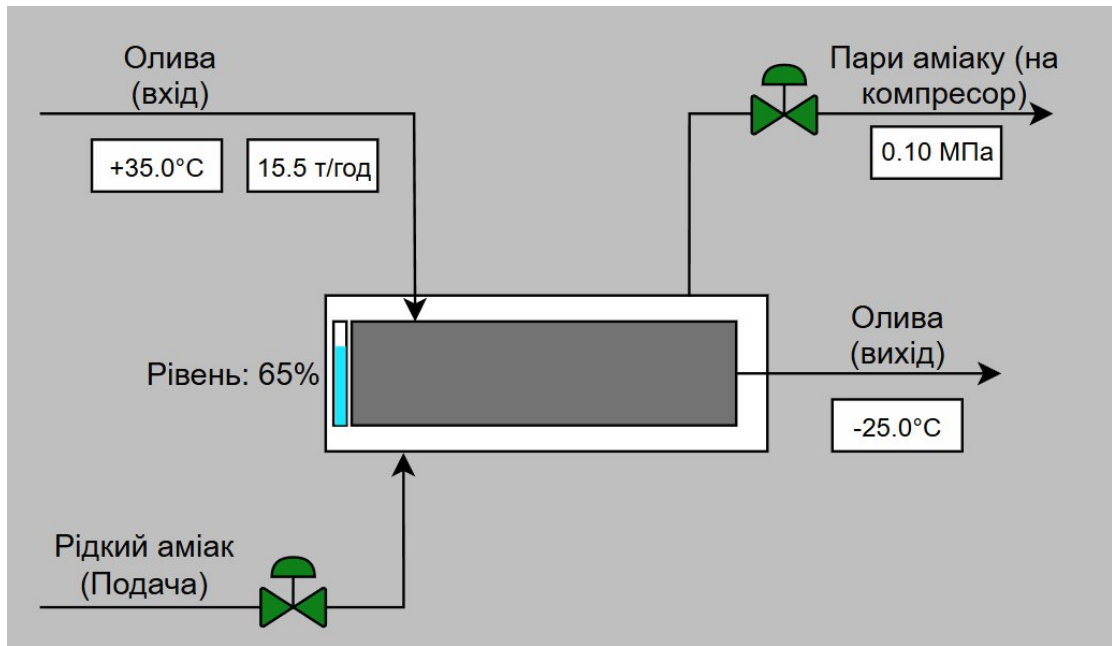 Олива
(вхід)
+35.0°C
15.5 т/год
Пари аміаку (на
компресор)
0.10 МПа
Рівень: 65%
Олива
(вихід)
-25.0°C
Рідкий аміак
(Подача)